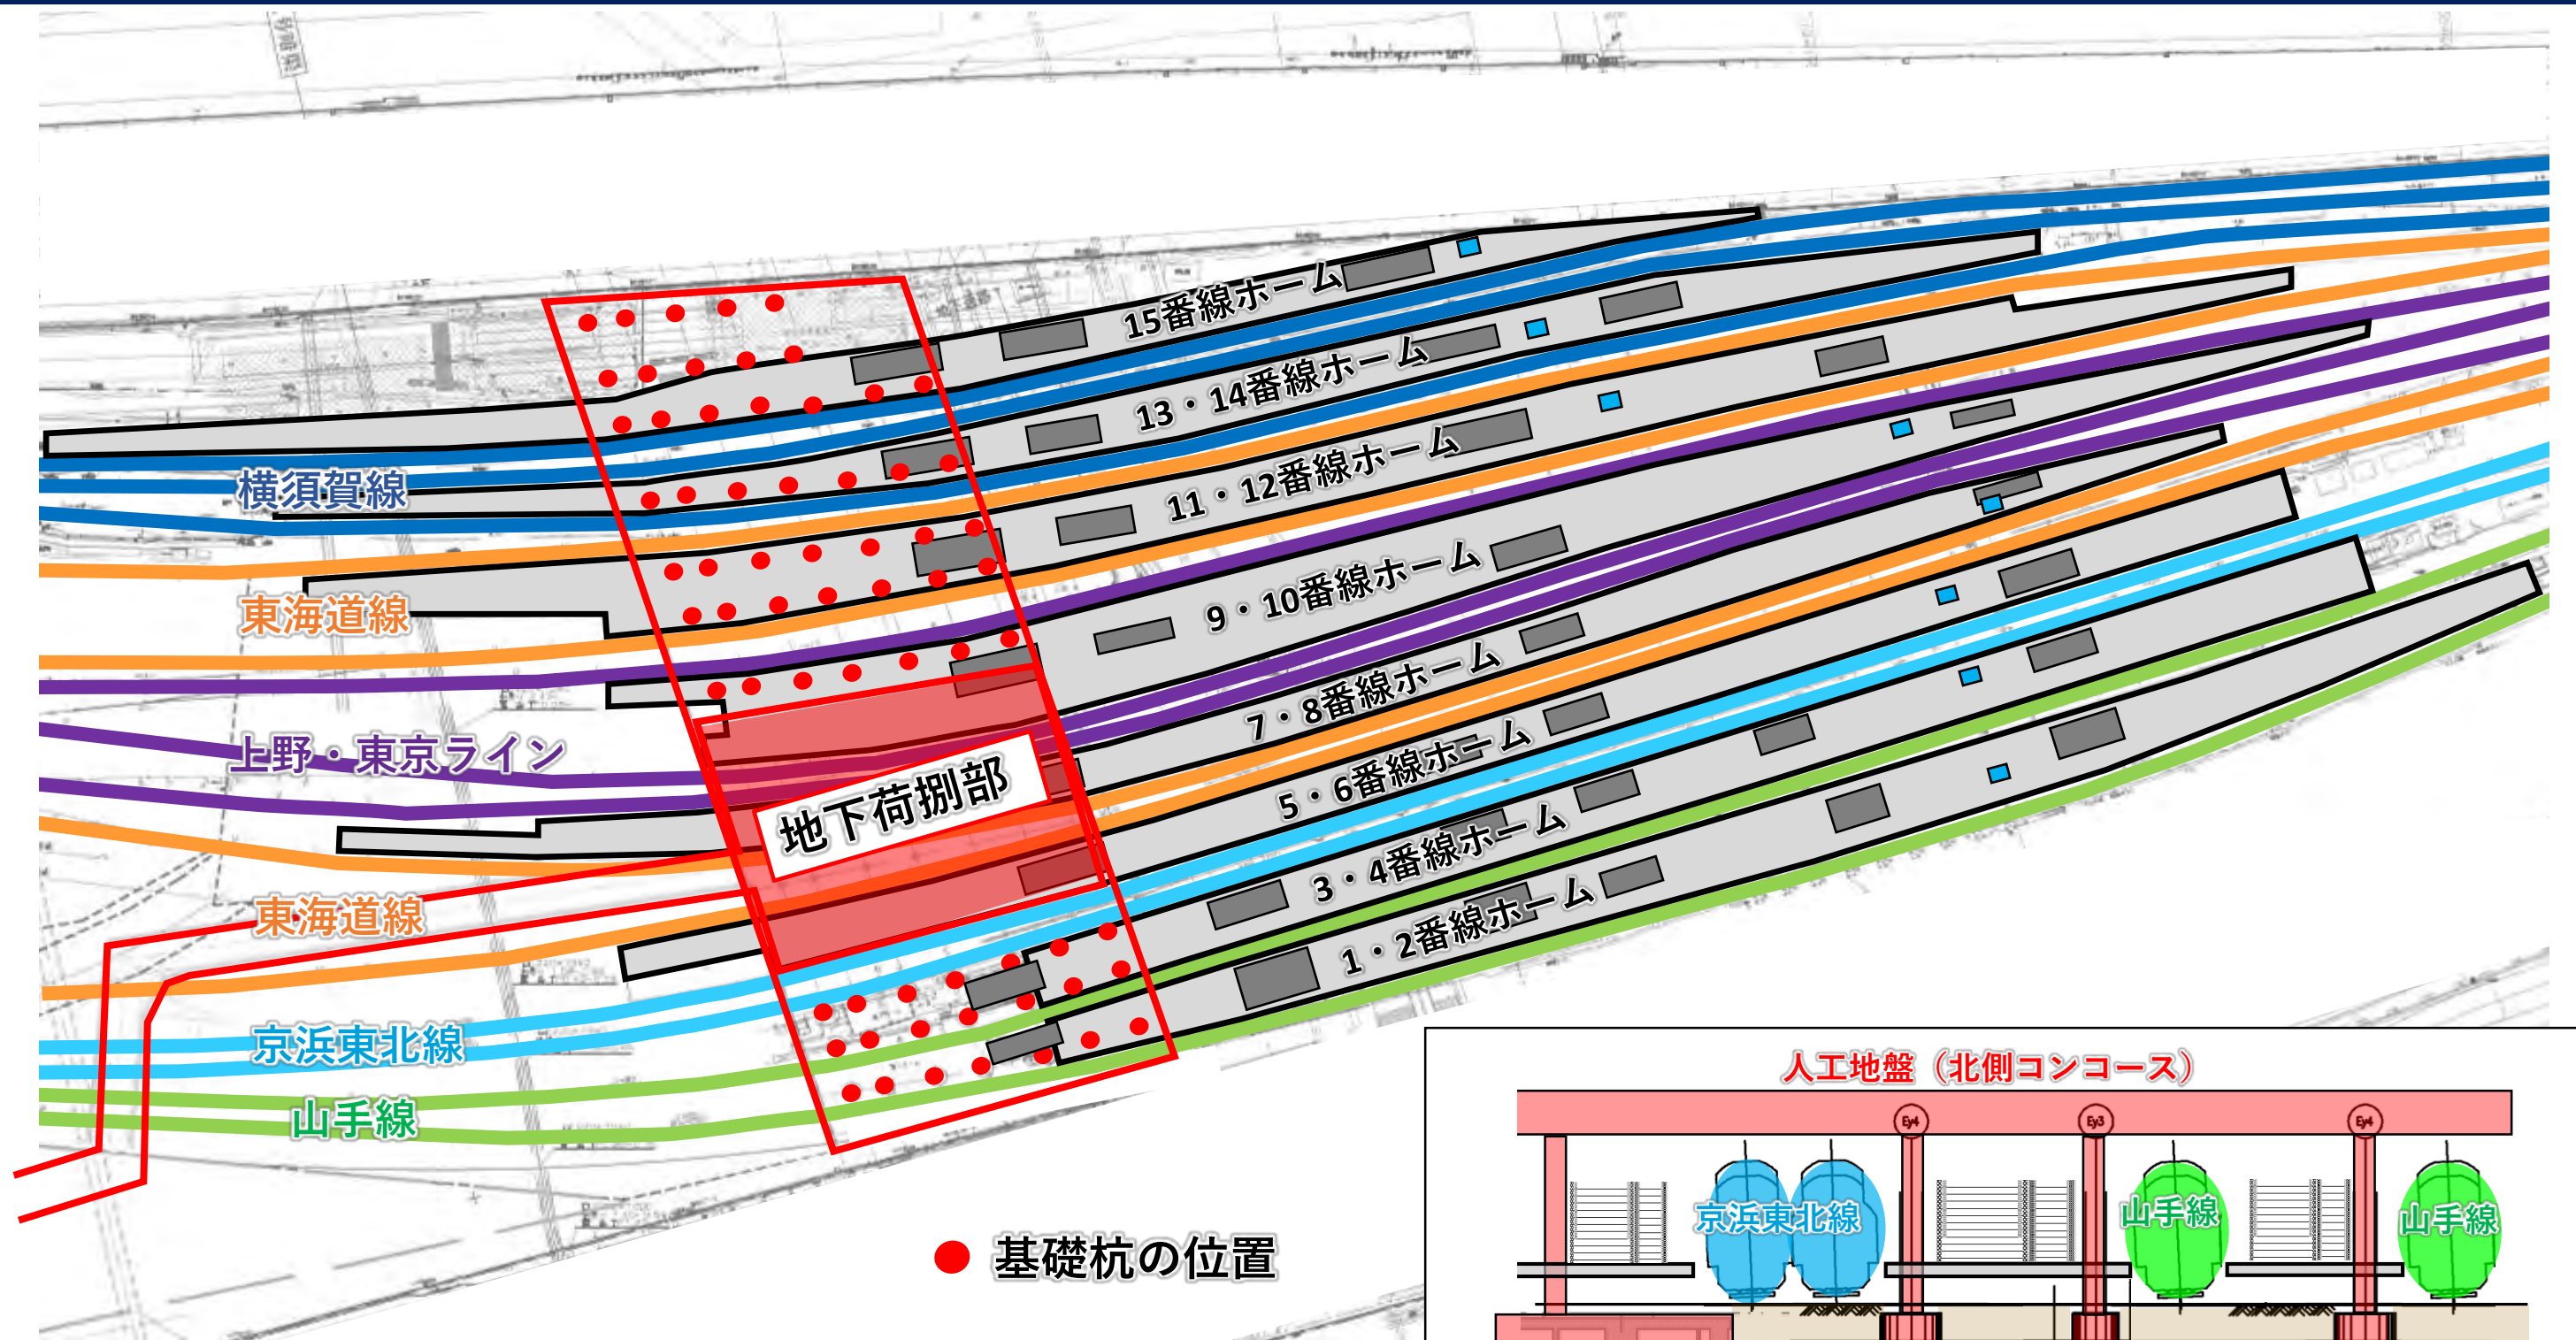 15番線ホーム
13・14番線ホーム
11・12番線ホーム
9・10番線ホーム
7・8番線ホーム
5・6番線ホーム
3・4番線ホーム
1・2番線ホーム
横須賀線
東海道線
上野・東京ライン
地下荷捌部
東海道線
京浜東北線
山手線
基礎杭の位置
人工地盤（北側コンコース）
Ey4
Ey3
Ey4
京浜東北線
山手線
山手線